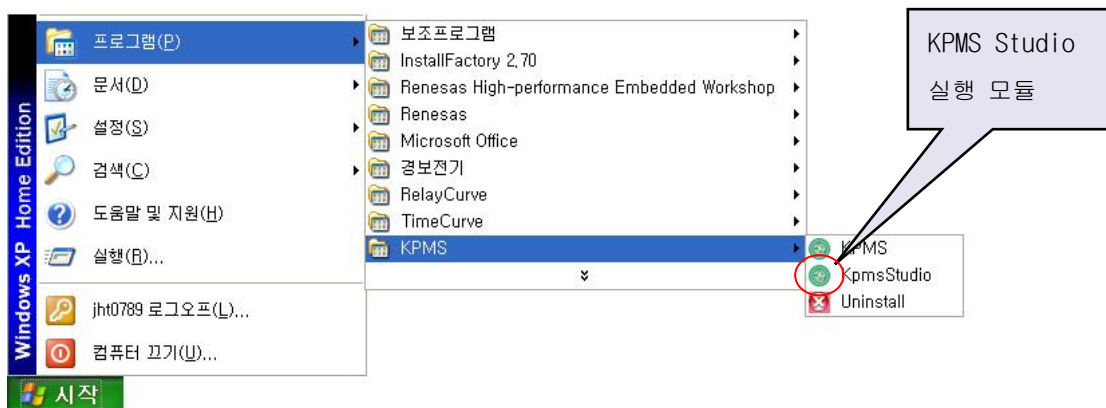 Windows XP Home Edition
프로그램(P)
문서(D)
설정(S)
검색(C)
도움말 및 지원(H)
실행(R)...
jht0789 로그오프(L)...
컴퓨터 끄기(U)...
시작
보조프로그램
InstallFactory 2,70
Renesas High-performance Embedded Workshop
Renesas
Microsoft Office
경보전기
RelayCurve
TimeCurve
KPMS
KPMS
KpmsStudio
Uninstall
KPMS Studio
실행 모듈